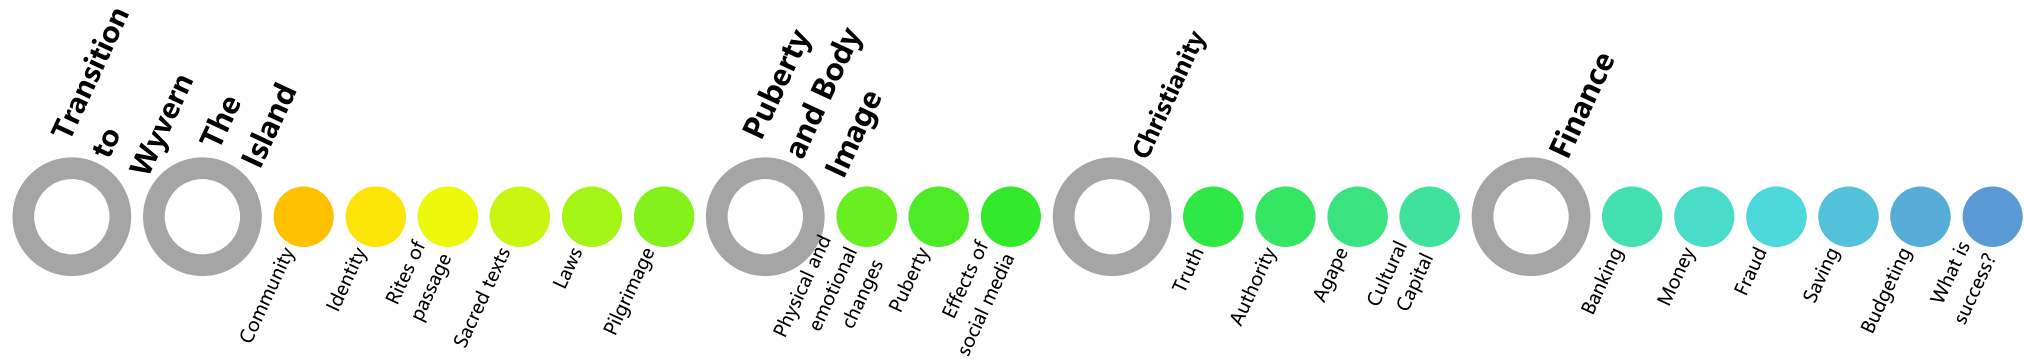 Transition
to
Wyvern
The
Island
Community
Identity
Rites of
passage
Sacred texts
Laws
Pilgrimage
Puberty
and Body
Image
Physical and
emotional
changes
Puberty
Effects of
social media
Christianity
Truth
Authority
Agape
Cultural
Capital
Finance
Banking
Money
Fraud
Saving
Budgeting
What is
success?